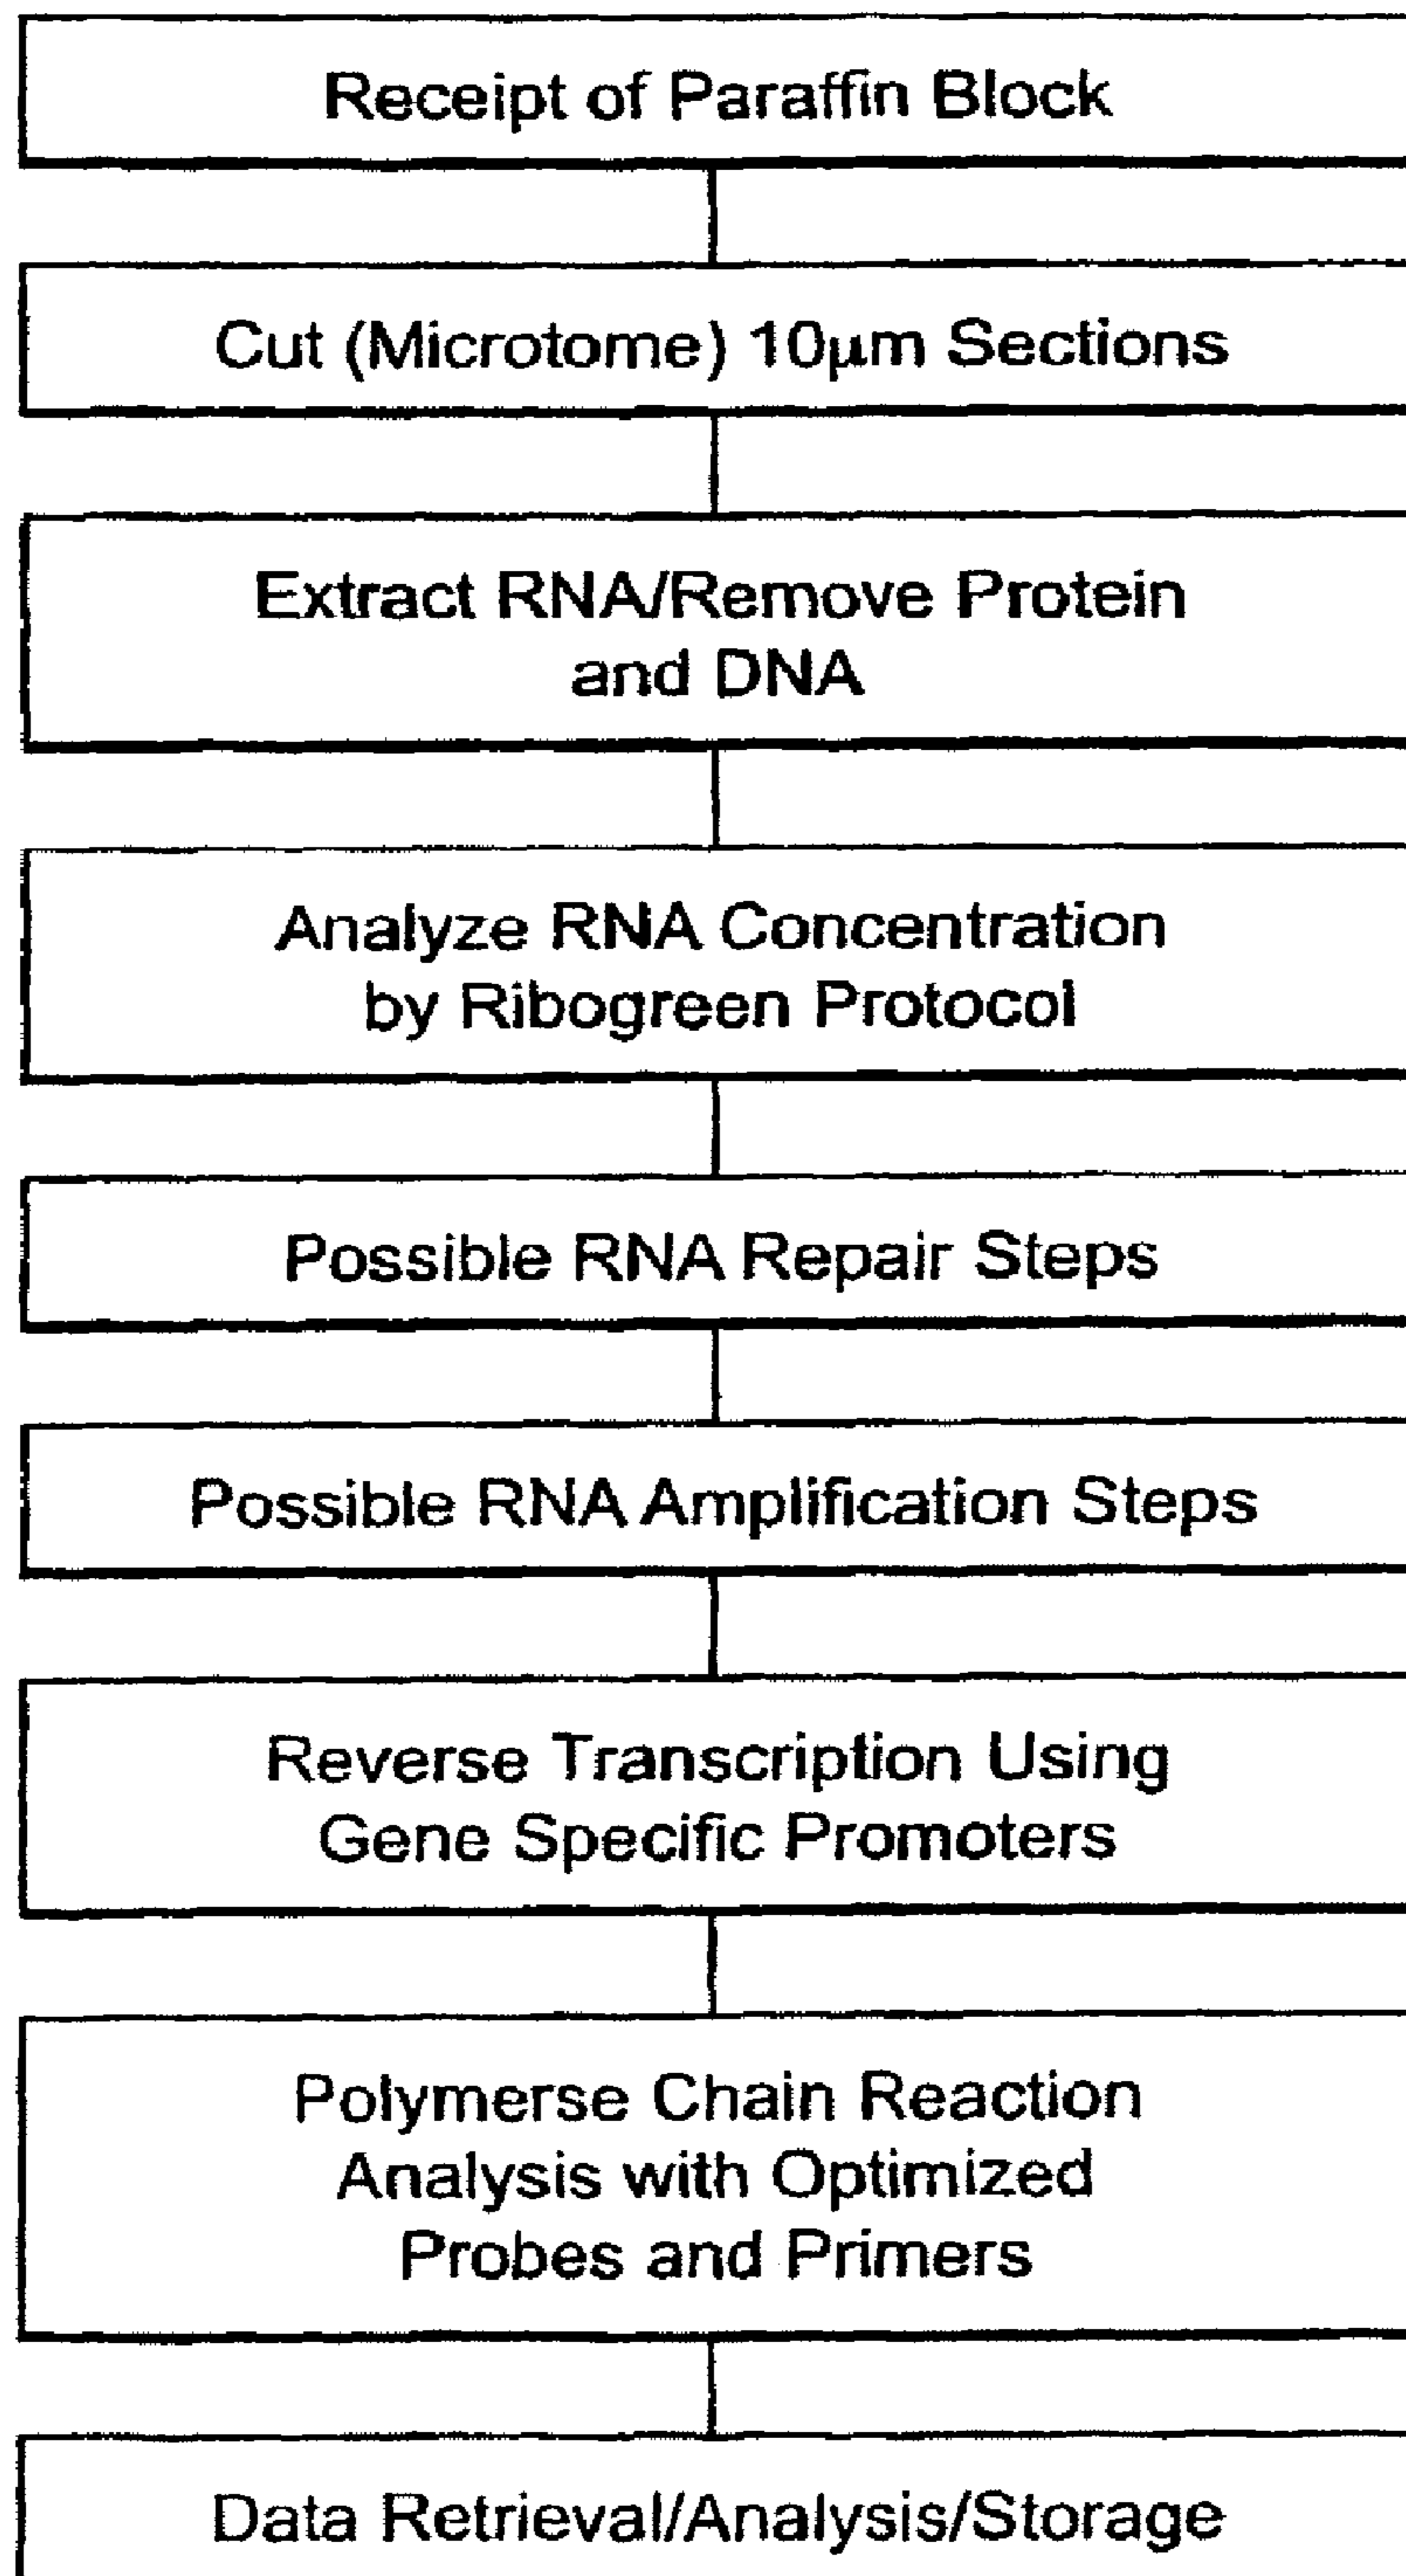 Receipt of Paraffin Block
Cut (Microtome) 10μm Sections
Extract RNA/Remove Protein
and DNA
Analyze RNA Concentration
by Ribogreen Protocol
Possible RNA Repair Steps
Possible RNA Amplification Steps
Reverse Transcription Using
Gene Specific Promoters
Polymerse Chain Reaction
Analysis with Optimized
Probes and Primers
Data Retrieval/Analysis/Storage